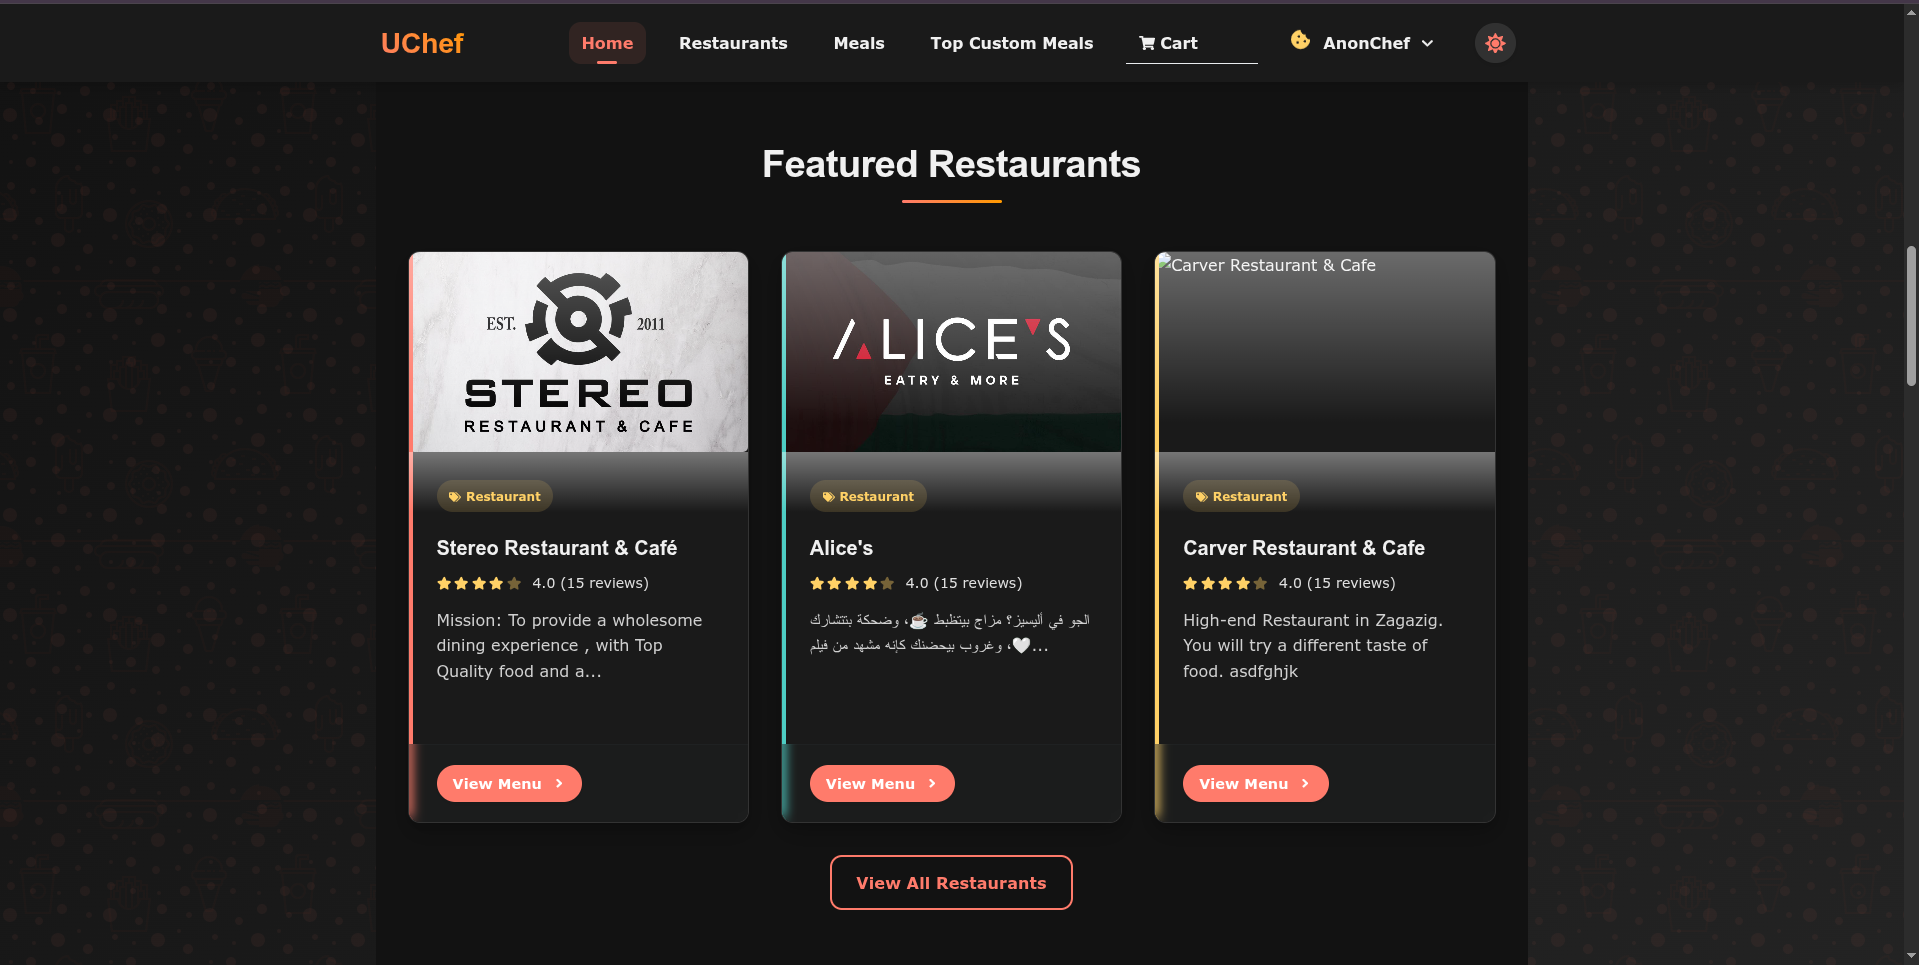 UChef
Home
Restaurants
Meals
Top Custom Meals
Cart
AnonChef
Featured Restaurants
EST. 2011
STEREO
RESTAURANT & CAFE
Restaurant
Stereo Restaurant & Café
4.0 (15 reviews)
Mission: To provide a wholesome
dining experience , with Top
Quality food and a...
View Menu
ALICE'S
EATRY & MORE
Restaurant
Alice's
4.0 (15 reviews)
الجو في أليسيز؟ مزاج بيتظبط ☕، وضحكة بتتشارك
🤍، وغروب بيحضنك كإنه مشهد من فيلم...
View Menu
Carver Restaurant & Cafe
Restaurant
Carver Restaurant & Cafe
4.0 (15 reviews)
High-end Restaurant in Zagazig.
You will try a different taste of
food. asdfghjk
View Menu
View All Restaurants